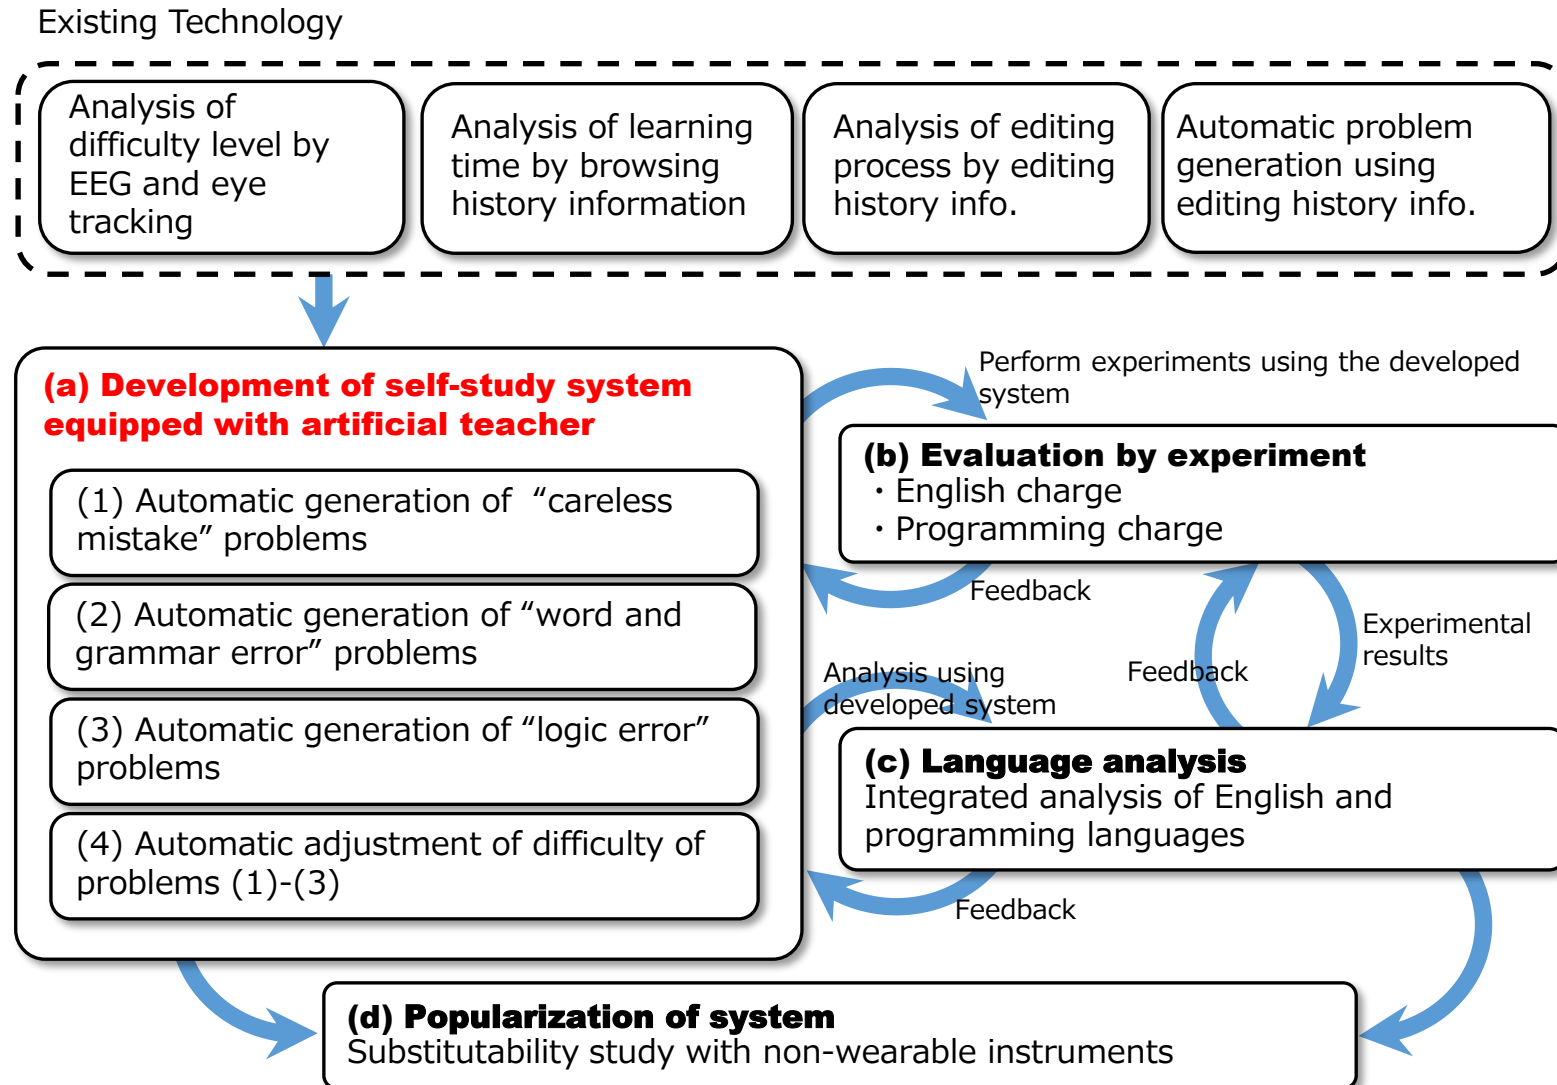 Existing Technology
Analysis of
difficulty level by
EEG and eye
tracking
Analysis of learning
time by browsing
history information
Analysis of editing
process by editing
history info.
Automatic problem
generation using
editing history info.
(a) Development of self-study system
equipped with artificial teacher
(1) Automatic generation of “careless
mistake” problems
(2) Automatic generation of “word and
grammar error” problems
(3) Automatic generation of “logic error”
problems
(4) Automatic adjustment of difficulty of
problems (1)-(3)
Perform experiments using the developed
system
(b) Evaluation by experiment
・English charge
・Programming charge
Feedback
Experimental
results
Feedback
Analysis using
developed system
(c) Language analysis
Integrated analysis of English and
programming languages
Feedback
(d) Popularization of system
Substitutability study with non-wearable instruments